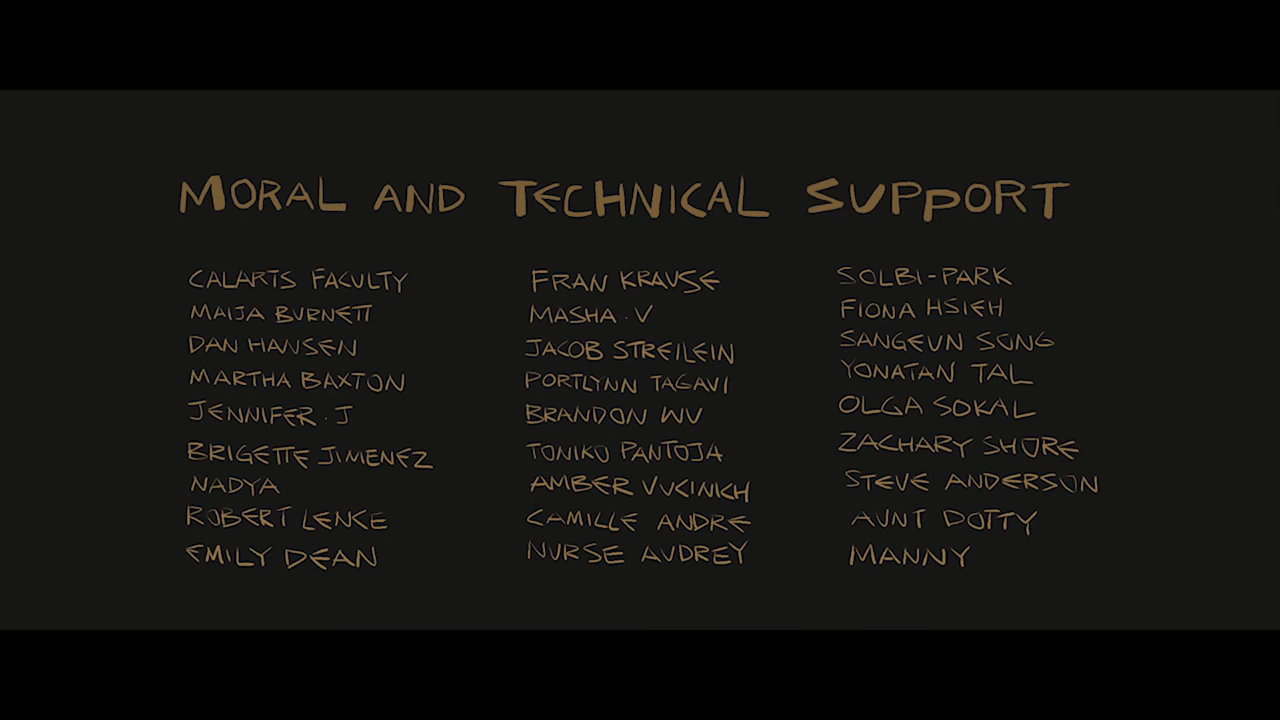 MORAL AND TECHNICAL SUPPORT
CALARTS FACULTY
MAIJA BURNETT
DAN HANSEN
MARTHA BAXTON
JENNIFER . J
BRIGETTE JIMENEZ
NADYA
ROBERT LENCE
EMILY DEAN
FRAN KRAUSE
MASHA . V
JACOB STREILEIN
PORTLYNN TAGAVI
BRANDON WU
TONIKO PANTOJA
AMBER VUCINICH
CAMILLE ANDRE
NURSE AUDREY
SOLBI-PARK
FIONA HSIEH
SANGEUN SONG
YONATAN TAL
OLGA SOKAL
ZACHARY SHORE
STEVE ANDERSON
AUNT DOTTY
MANNY